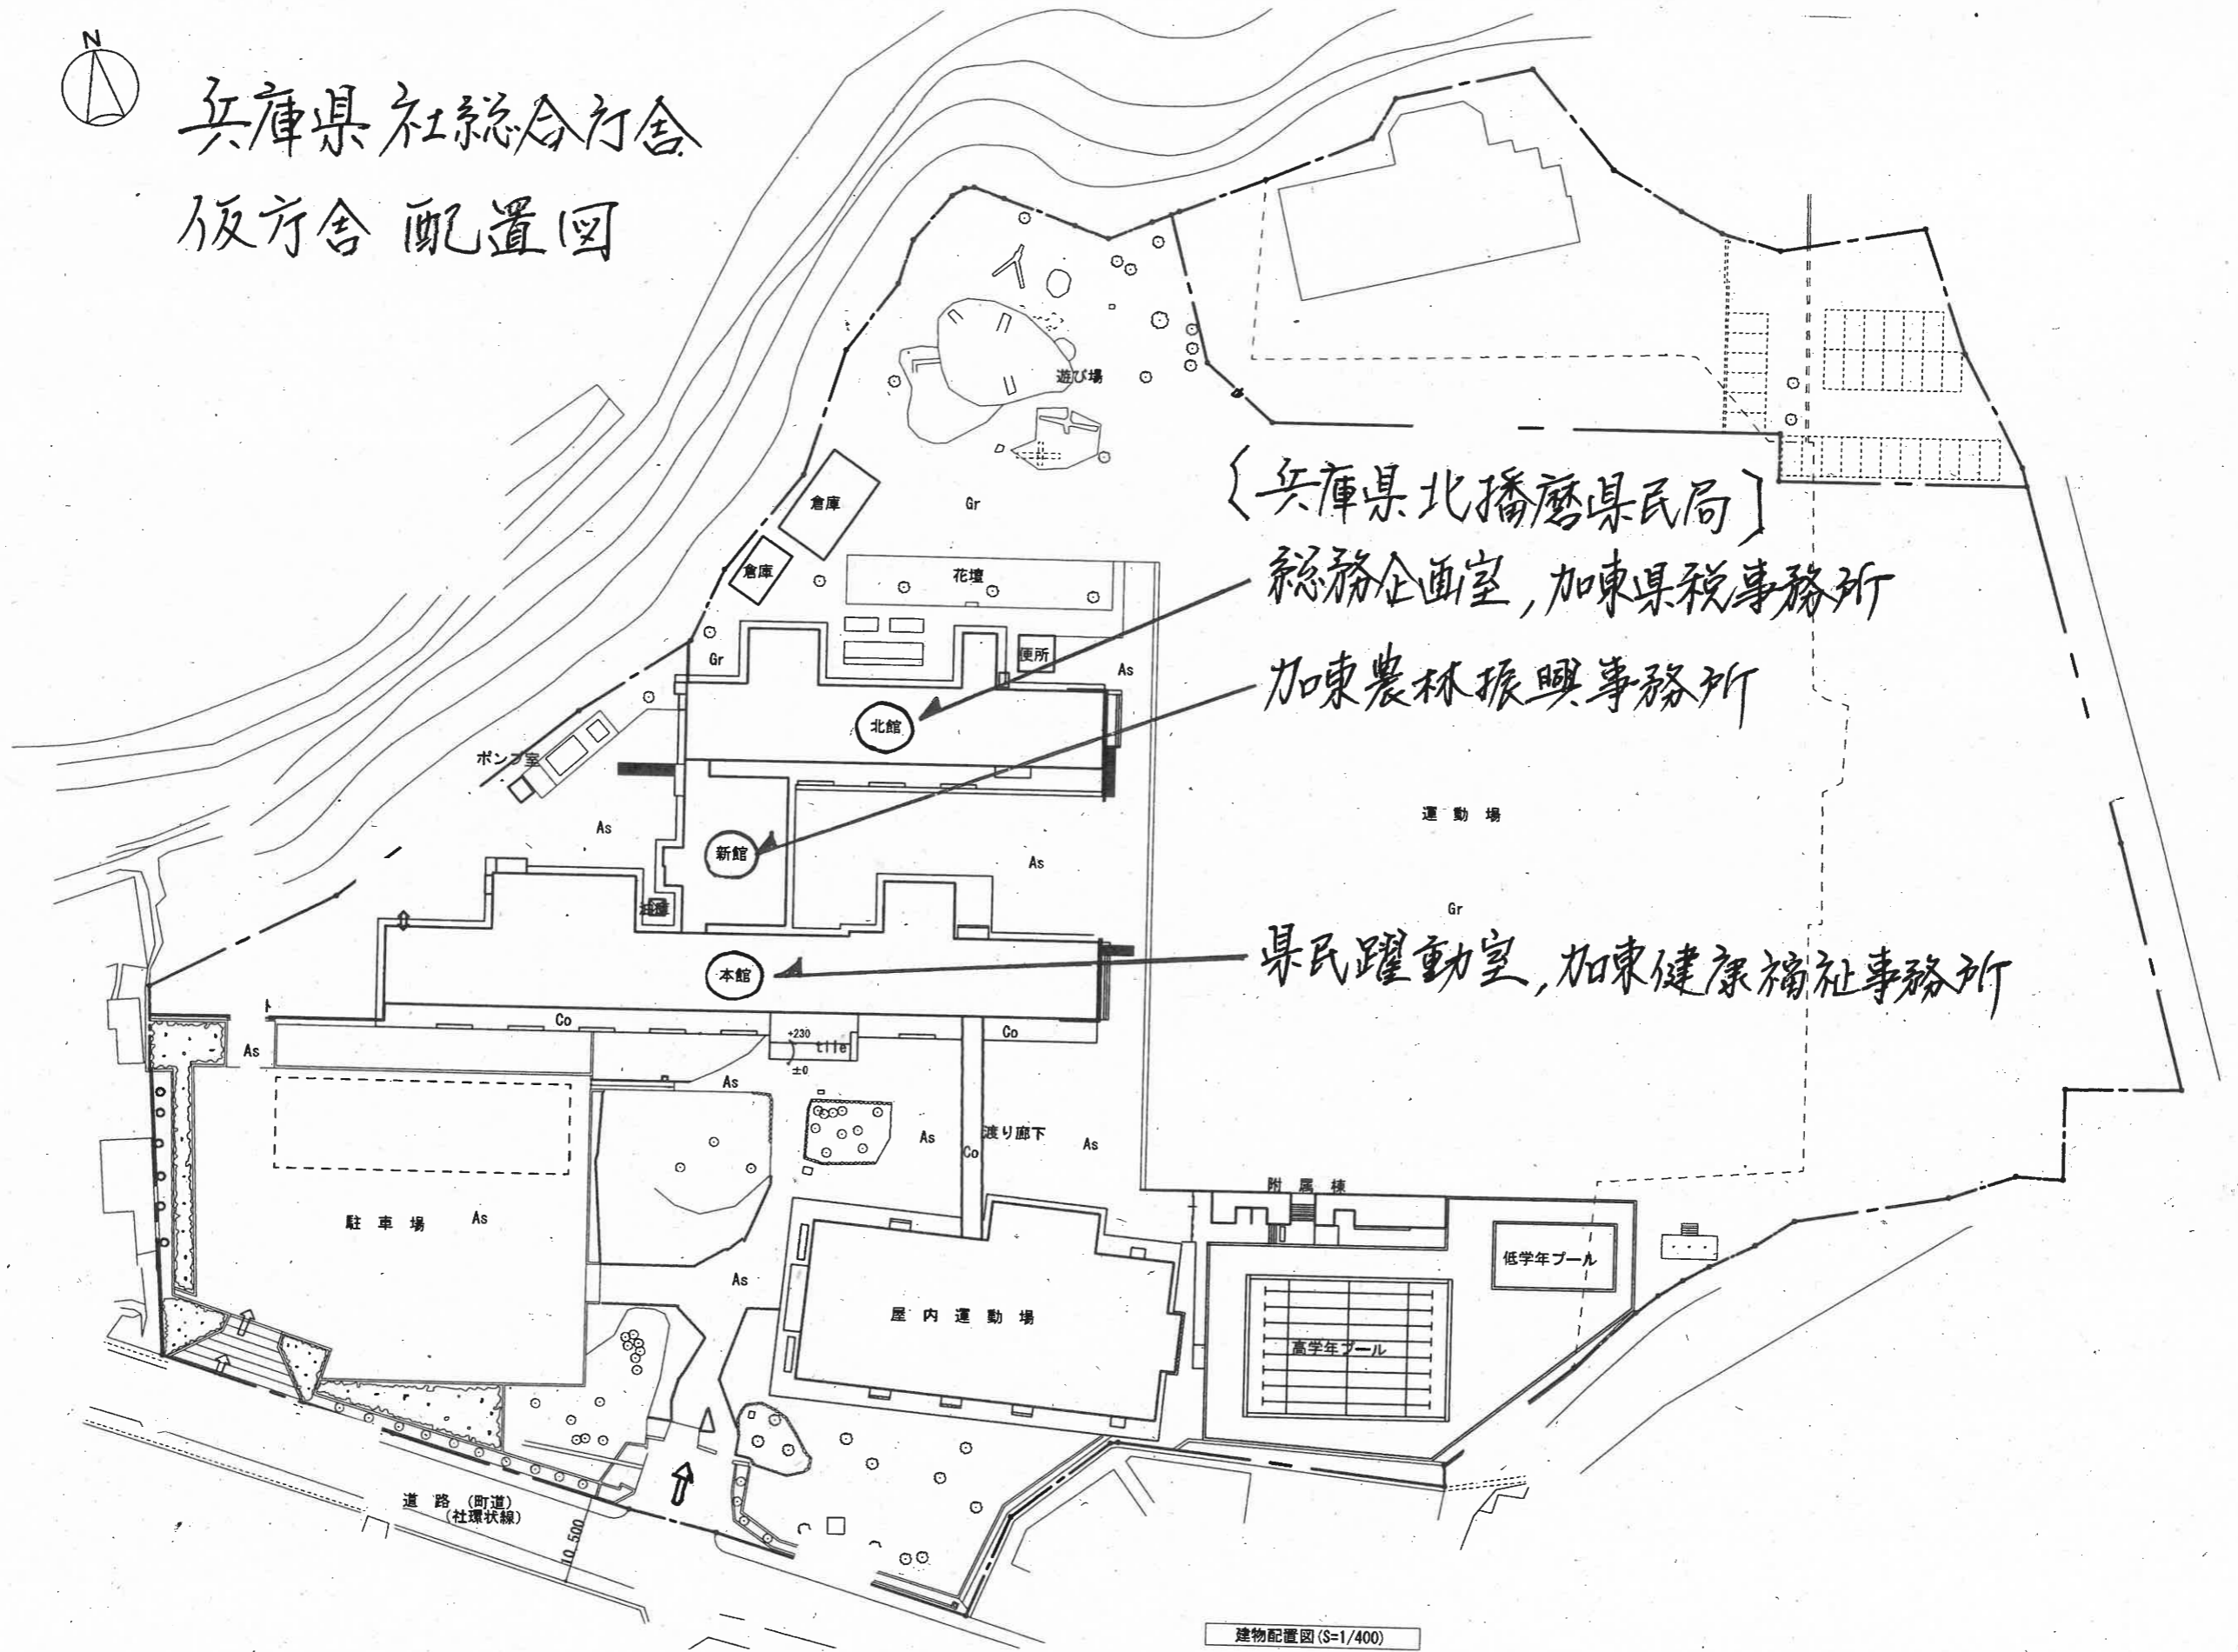 N
兵庫県社総合庁舎
仮庁舎 配置図
遊び場
倉庫
Gr
倉庫
花壇
〔兵庫県北播磨県民局〕
総務企画室,加東県税事務所
便所
Gr
As
加東農林振興事務所
北館
ポンプ室
As
新館
As
運動場
Gr
県民躍動室,加東健康福祉事務所
本館
Co
Co
+230
tile
±0
As
As
As
Co
渡り廊下
As
附属棟
駐車場
As
低学年プール
As
屋内運動場
高学年プール
道路 (町道)
(社環状線)
10,500
建物配置図(S=1/400)